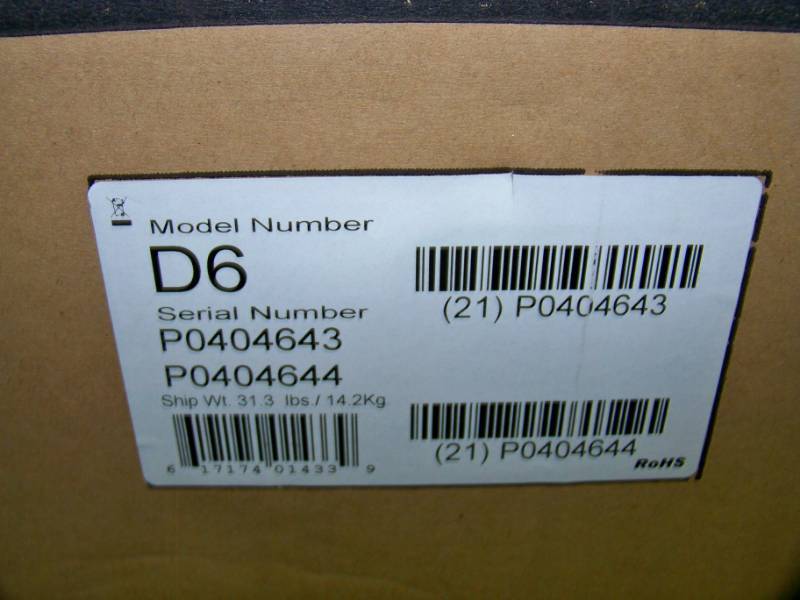 Model Number
D6
Serial Number
P0404643
P0404644
Ship Wt. 31.3 lbs./ 14.2Kg.
6 17174 01433 9
(21) P0404643
(21) P0404644
RoHS